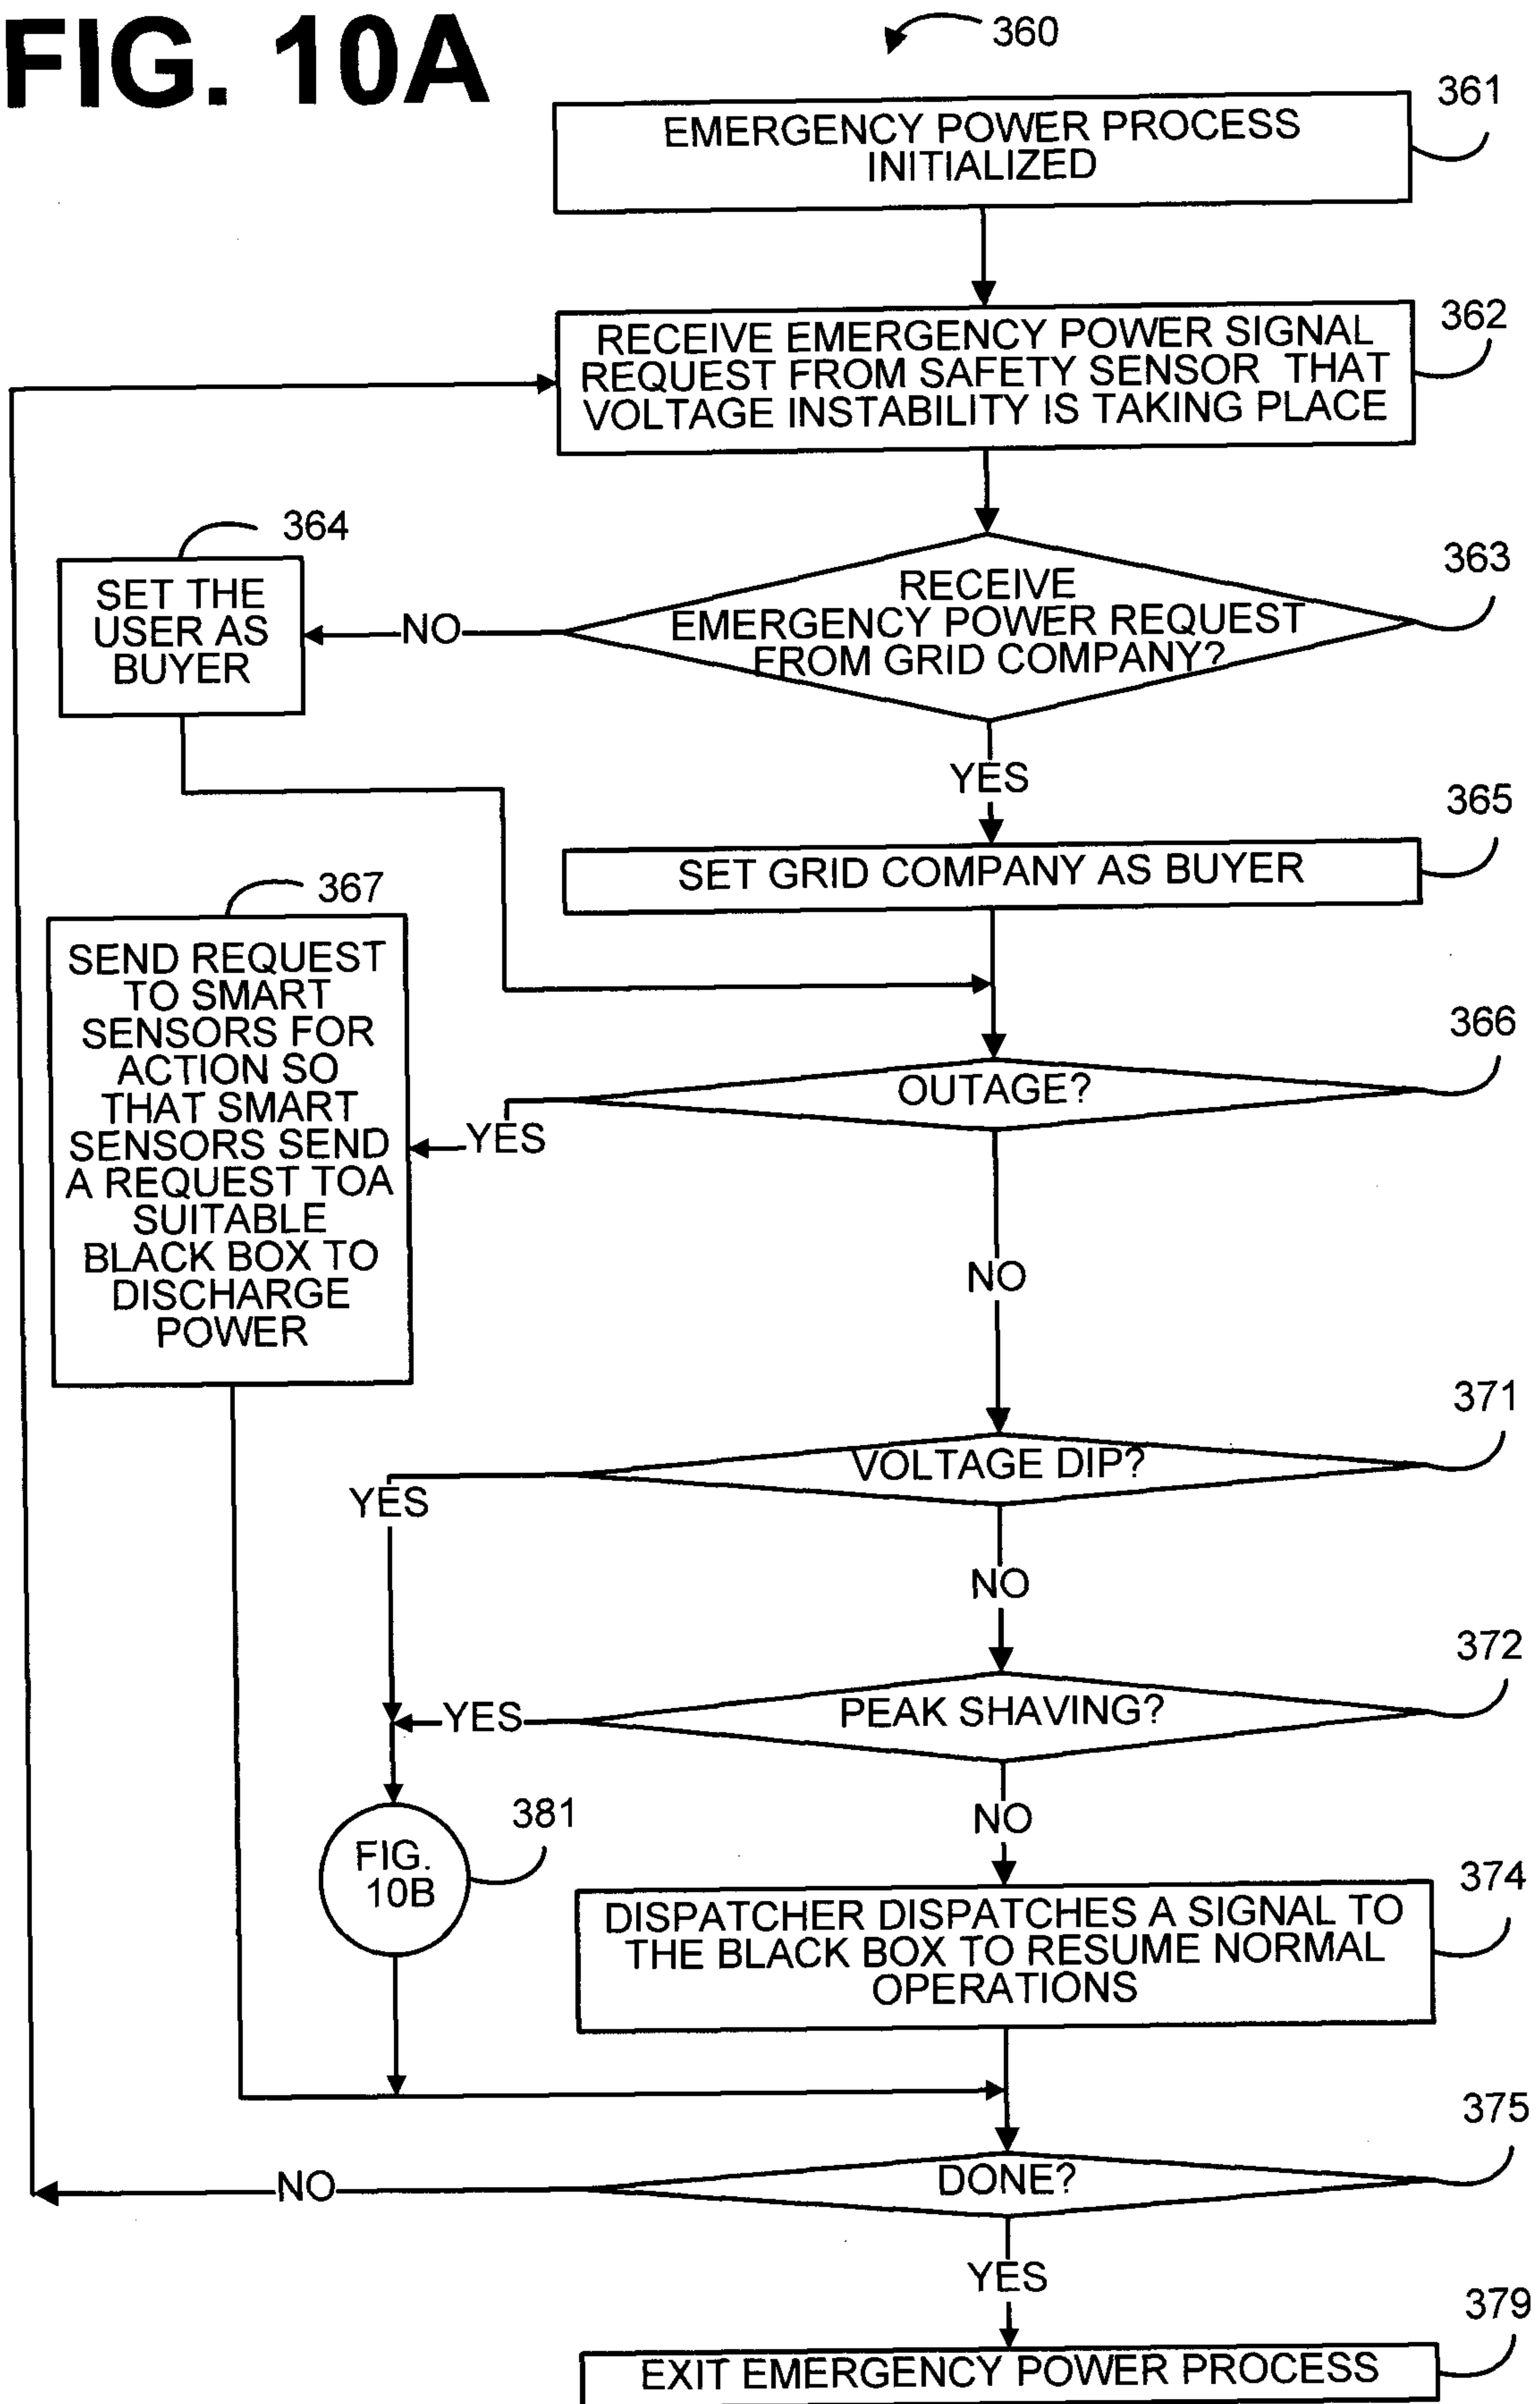 FIG. 10A
360
361
EMERGENCY POWER PROCESS
INITIALIZED
362
RECEIVE EMERGENCY POWER SIGNAL
REQUEST FROM SAFETY SENSOR THAT
VOLTAGE INSTABILITY IS TAKING PLACE
364
SET THE
USER AS
BUYER
NO
363
RECEIVE
EMERGENCY POWER REQUEST
FROM GRID COMPANY?
YES
365
SET GRID COMPANY AS BUYER
367
SEND REQUEST
TO SMART
SENSORS FOR
ACTION SO
THAT SMART
SENSORS SEND
A REQUEST TOA
SUITABLE
BLACK BOX TO
DISCHARGE
POWER
366
OUTAGE?
YES
NO
371
VOLTAGE DIP?
YES
NO
372
PEAK SHAVING?
YES
NO
381
FIG.
10B
374
DISPATCHER DISPATCHES A SIGNAL TO
THE BLACK BOX TO RESUME NORMAL
OPERATIONS
375
DONE?
NO
YES
379
EXIT EMERGENCY POWER PROCESS